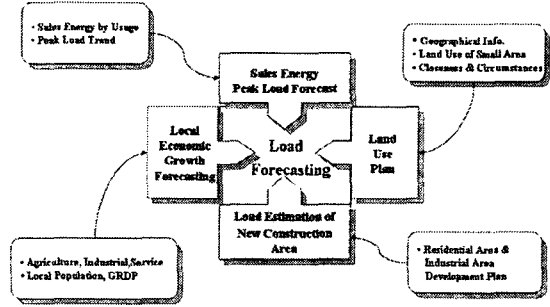 • Sales Energy by Usage
• Peak Load Trend
• Geographical Info.
• Land Use of Small Area
• Closeness & Circumstances
Sales Energy
Peak Load Forecast
Local
Economic
Growth
Forecasting
Load
Forecasting
Land
Use
Plan
Load Estimation of
New Construction
Area
• Agriculture, Industrial,Service
• Local Population, GRDP
• Residential Area &
Industrial Area
Development Plan